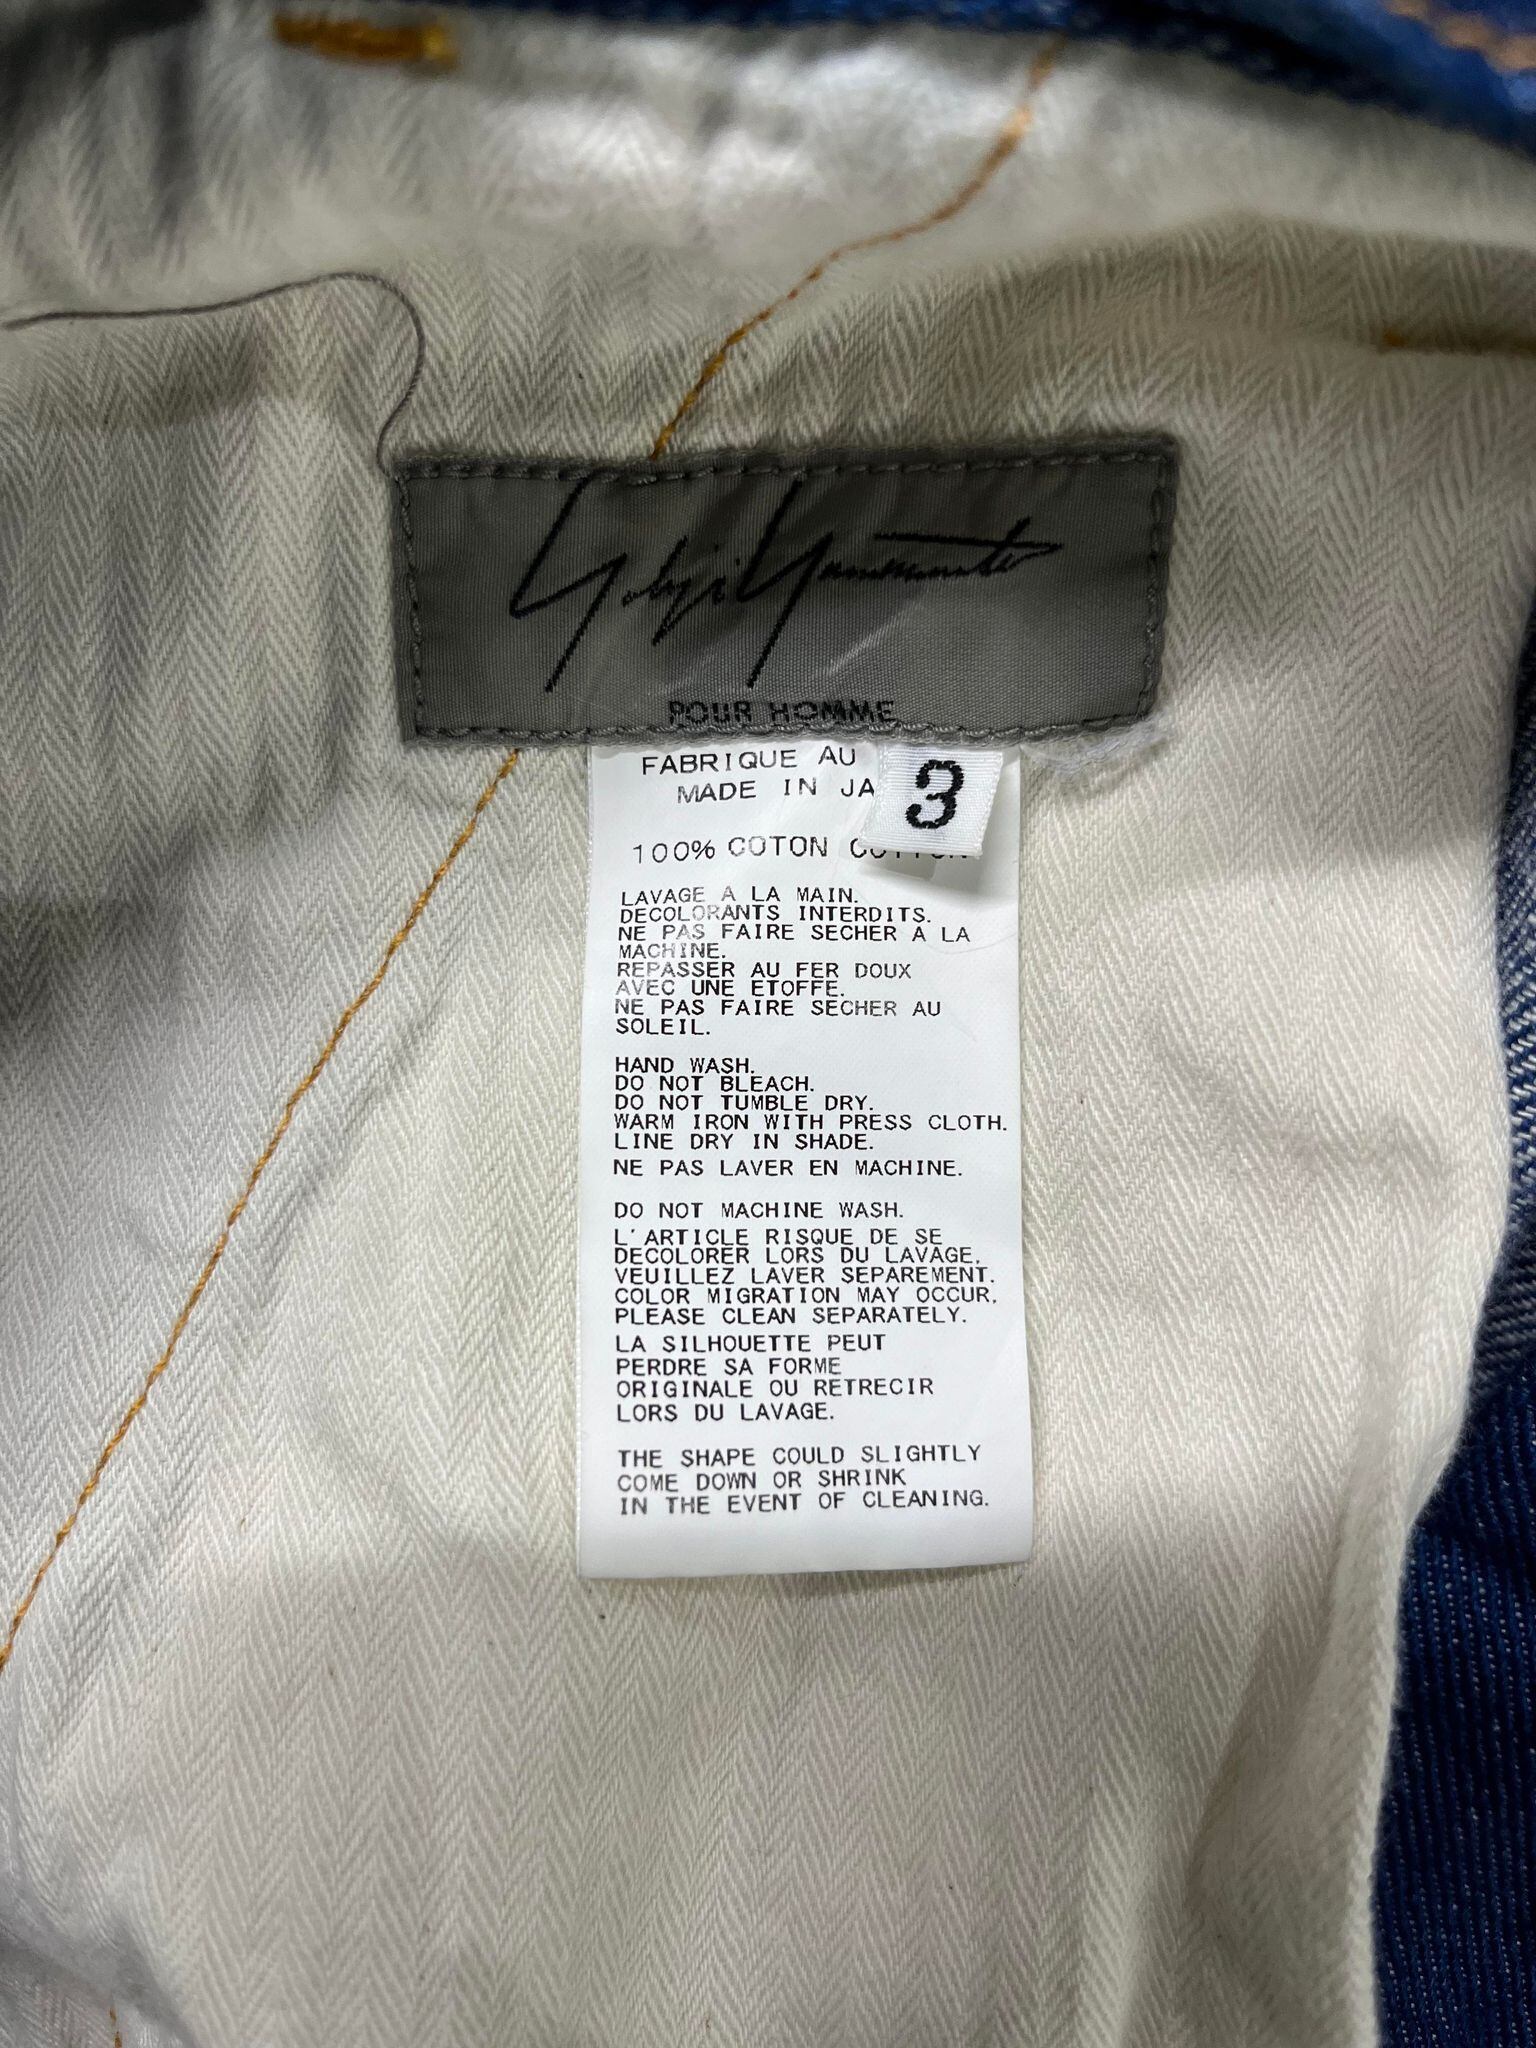 Yohji Yamamoto
POUR HOMME
FABRIQUE AU
MADE IN JA
3
100% COTON COTTON
LAVAGE A LA MAIN.
DECOLORANTS INTERDITS.
NE PAS FAIRE SECHER A LA
MACHINE.
REPASSER AU FER DOUX
AVEC UNE ETOFFE.
NE PAS FAIRE SECHER AU
SOLEIL.
HAND WASH.
DO NOT BLEACH.
DO NOT TUMBLE DRY.
WARM IRON WITH PRESS CLOTH.
LINE DRY IN SHADE.
NE PAS LAVER EN MACHINE.
DO NOT MACHINE WASH.
L'ARTICLE RISQUE DE SE
DECOLORER LORS DU LAVAGE,
VEUILLEZ LAVER SEPAREMENT.
COLOR MIGRATION MAY OCCUR,
PLEASE CLEAN SEPARATELY.
LA SILHOUETTE PEUT
PERDRE SA FORME
ORIGINALE OU RETRECIR
LORS DU LAVAGE.
THE SHAPE COULD SLIGHTLY
COME DOWN OR SHRINK
IN THE EVENT OF CLEANING.